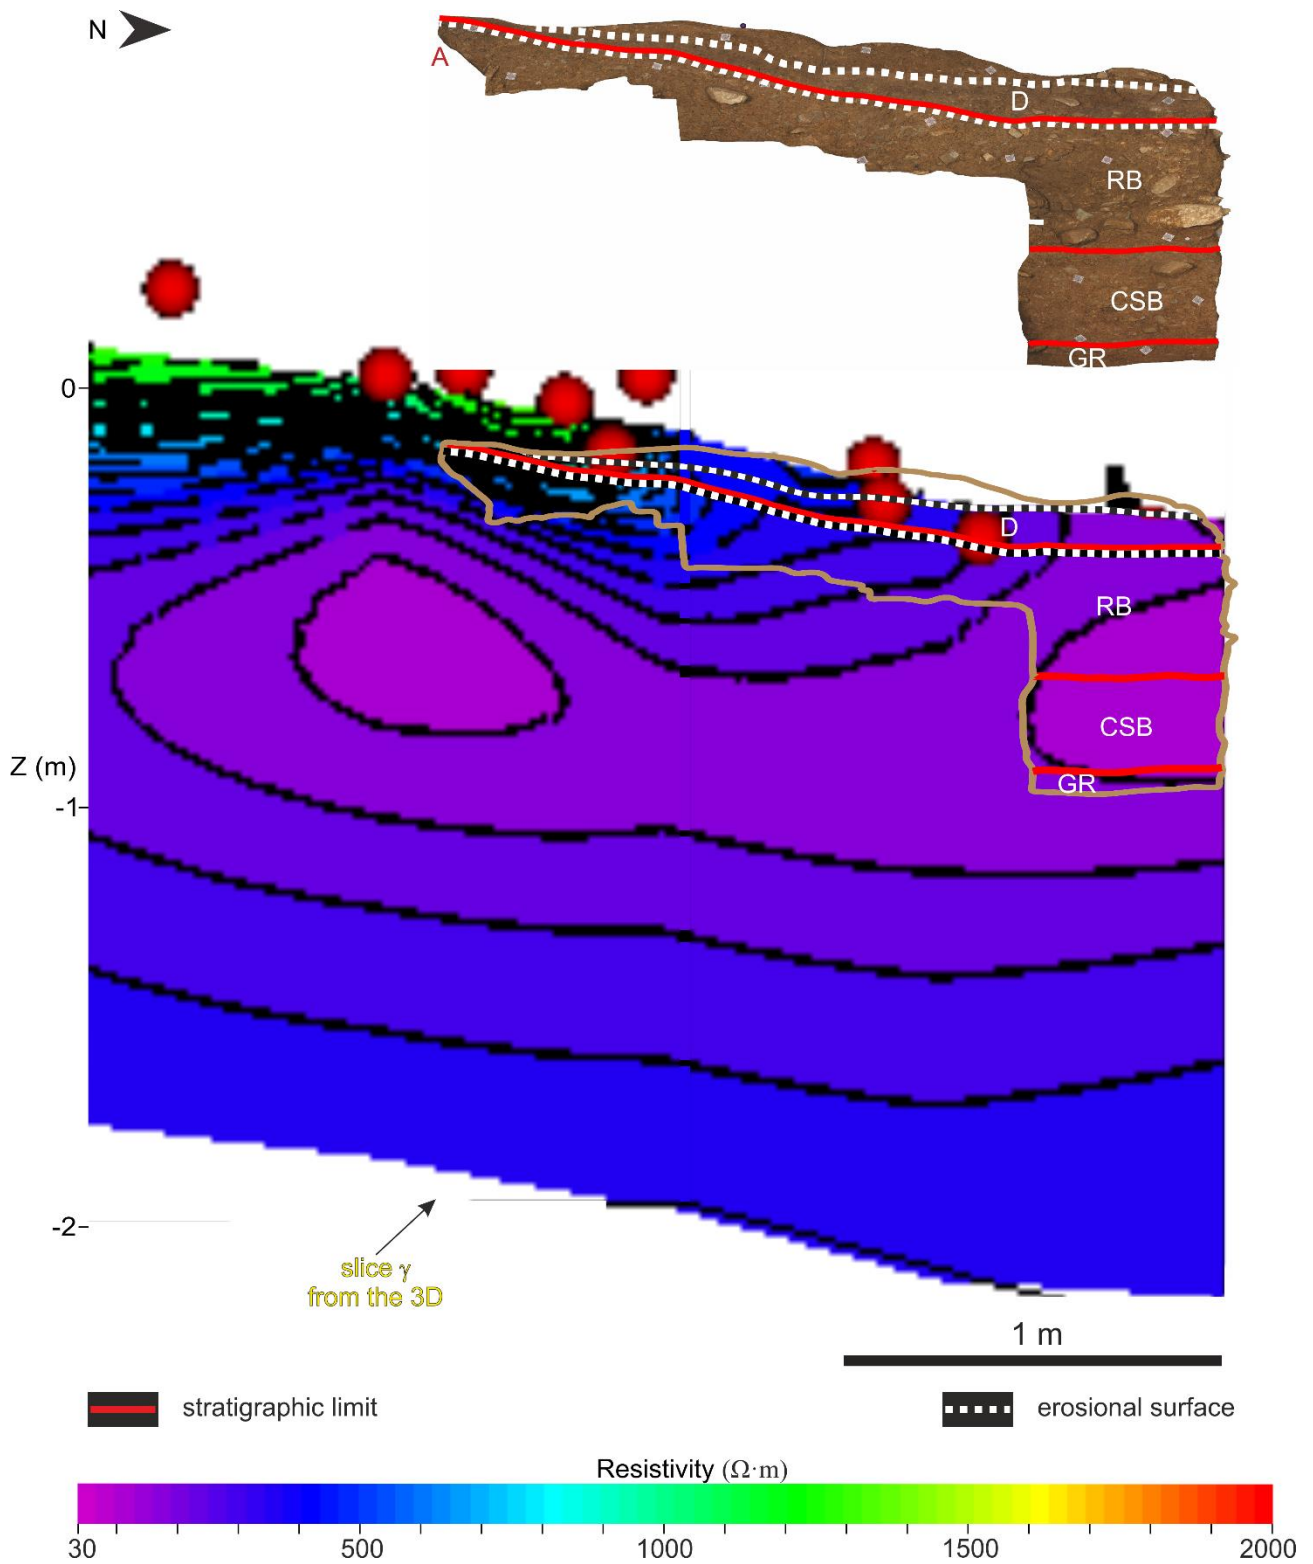 N
A
D
RB
CSB
GR
0
D
RB
CSB
GR
Z (m)
-1
-2
slice γ
from the 3D
1 m
stratigraphic limit
erosional surface
Resistivity (Ω·m)
30 500 1000 1500 2000